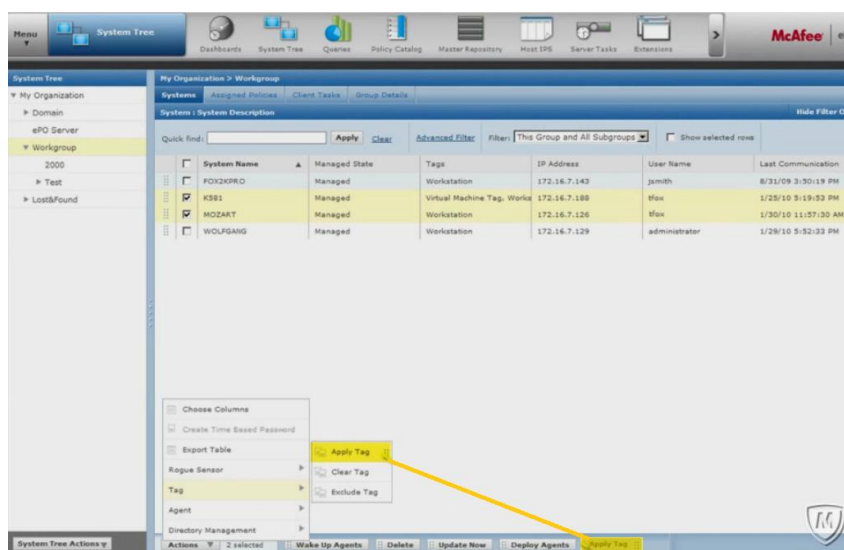 Menu
System Tree
Dashboards System Tree Queries Policy Catalog Master Repository Host IPS Server Tasks Extensions
McAfee
System Tree
My Organization
Domain
ePO Server
Workgroup
2000
Test
Lost&Found
My Organization > Workgroup
Systems Assigned Policies Client Tasks Group Details
System : System Description Hide Filter
Quick find: Apply Clear Advanced Filter Filter: This Group and All Subgroups Show selected rows
System Name Managed State Tags IP Address User Name Last Communication
FOX2KPRO Managed Workstation 172.16.7.143 jsmith 8/31/09 3:50:19 PM
K581 Managed Virtual Machine Tag, Works 172.16.7.188 tfox 1/25/10 5:19:53 PM
MOZART Managed Workstation 172.16.7.126 tfox 1/30/10 11:57:30 AM
WOLFGANG Managed Workstation 172.16.7.129 administrator 1/29/10 5:52:33 PM
Choose Columns
Create Time Based Password
Export Table
Rogue Sensor
Tag
Agent
Directory Management
Apply Tag
Clear Tag
Exclude Tag
System Tree Actions
Actions 2 selected Wake Up Agents Delete Update Now Deploy Agents Apply Tag